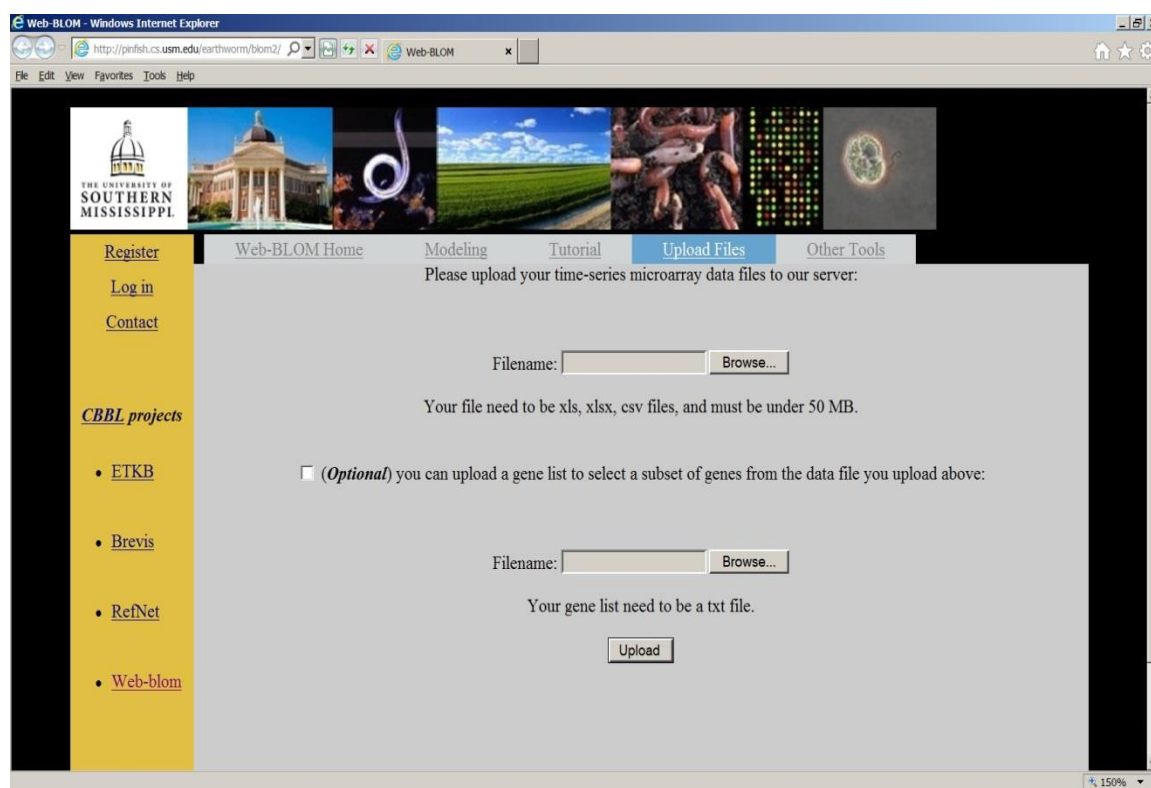 Web-BLOM - Windows Internet Explorer
http://pinfish.cs.usm.edu/earthworm/blom2/
Web-BLOM
File Edit View Favorites Tools Help
THE UNIVERSITY OF
SOUTHERN
MISSISSIPPI.
Register
Log in
Contact
CBBL projects
• ETKB
• Brevis
• RefNet
• Web-blom
Web-BLOM Home Modeling Tutorial Upload Files Other Tools
Please upload your time-series microarray data files to our server:
Filename: Browse...
Your file need to be xls, xlsx, csv files, and must be under 50 MB.
(Optional) you can upload a gene list to select a subset of genes from the data file you upload above:
Filename: Browse...
Your gene list need to be a txt file.
Upload
150%